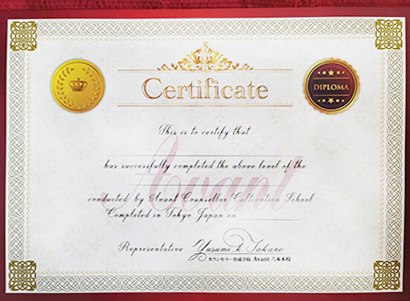 Certificate
DIPLOMA
This is to certify that
has successfully completed the above level of the
Avant
conducted by Avant Counsellor Cultivation School
Completed in Tokyo Japan on
Representative Yasumi. Takano
カウンセラー養成学校 Avant 六本木校